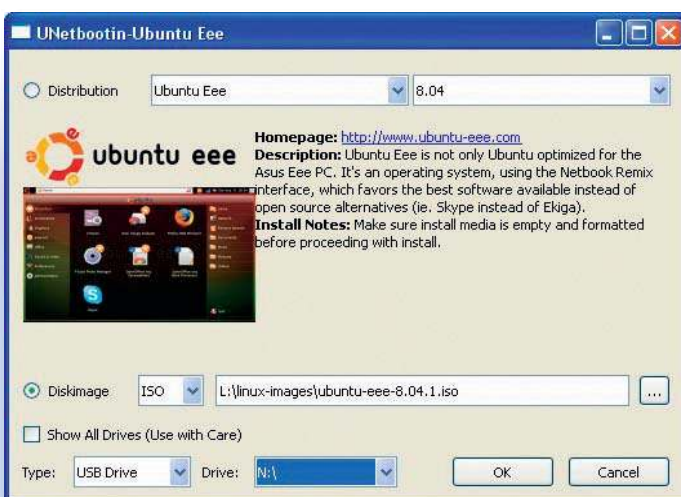 UNetbootin-Ubuntu Eee
Distribution Ubuntu Eee 8.04
ubuntu eee
Homepage: http://www.ubuntu-eee.com
Description: Ubuntu Eee is not only Ubuntu optimized for the
Asus Eee PC. It's an operating system, using the Netbook Remix
interface, which favors the best software available instead of
open source alternatives (ie. Skype instead of Ekiga).
Install Notes: Make sure install media is empty and formatted
before proceeding with install.
Diskimage ISO L:\linux-images\ubuntu-eee-8.04.1.iso ...
Show All Drives (Use with Care)
Type: USB Drive Drive: N:\ OK Cancel